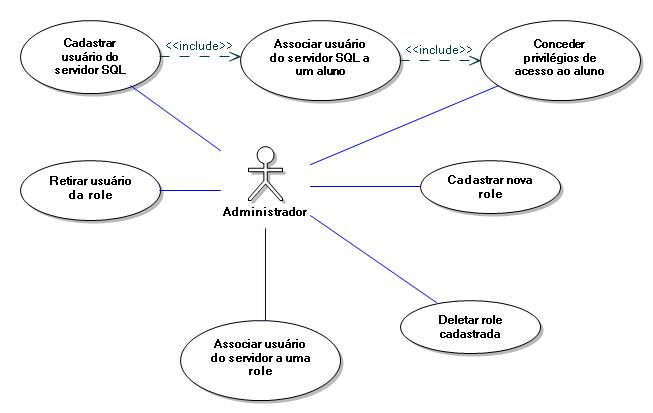 Cadastrar
usuário do
servidor SQL
<<include>>
Associar usuário
do servidor SQL a
um aluno
<<include>>
Conceder
privilégios de
acesso ao aluno
Retirar usuário
da role
Administrador
Cadastrar nova
role
Associar usuário
do servidor a uma
role
Deletar role
cadastrada